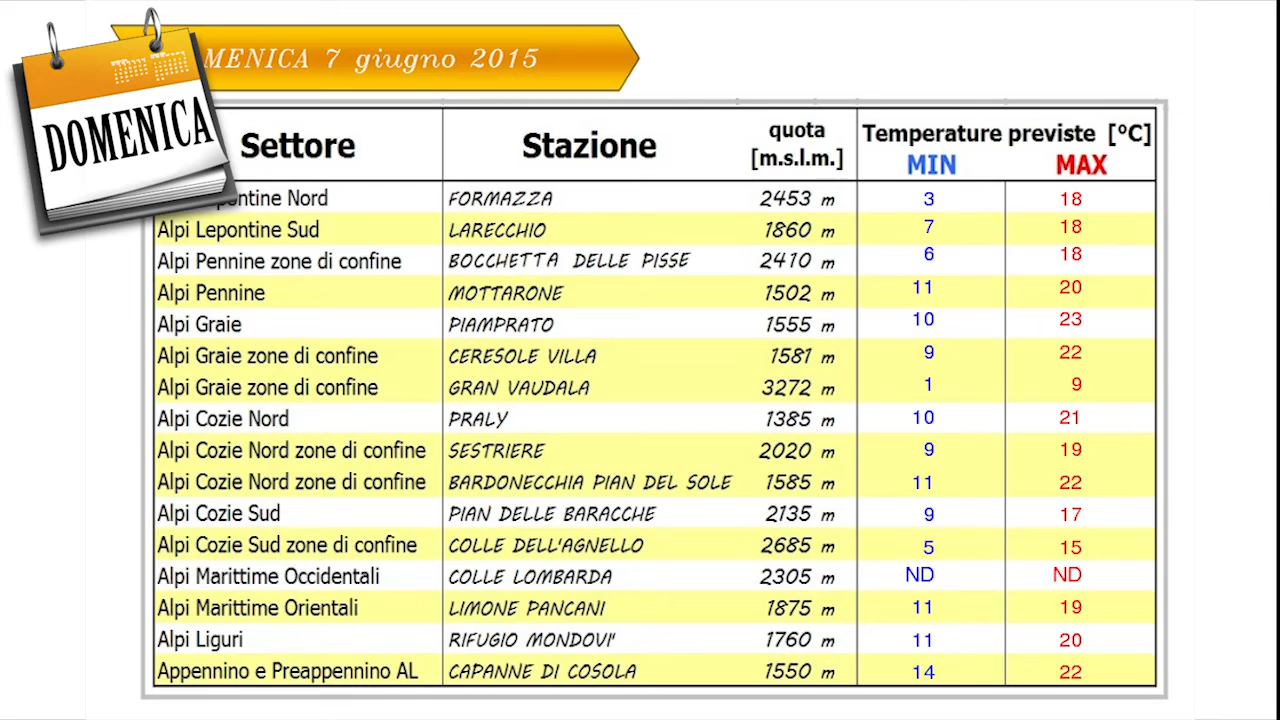 DOMENICA
MENICA 7 giugno 2015
Settore Stazione quota [m.s.l.m.] Temperature previste [°C]
MIN MAX
Nord FORMAZZA 2453 m 3 18
Alpi Lepontine Sud LARECCHIO 1860 m 7 18
Alpi Pennine zone di confine BOCCHETTA DELLE PISSE 2410 m 6 18
Alpi Pennine MOTTARONE 1502 m 11 20
Alpi Graie PIAMPRATO 1555 m 10 23
Alpi Graie zone di confine CERESOLE VILLA 1581 m 9 22
Alpi Graie zone di confine GRAN VAUDALA 3272 m 1 9
Alpi Cozie Nord PRALY 1385 m 10 21
Alpi Cozie Nord zone di confine SESTRIERE 2020 m 9 19
Alpi Cozie Nord zone di confine BARDONECCHIA PIAN DEL SOLE 1585 m 11 22
Alpi Cozie Sud PIAN DELLE BARACCHE 2135 m 9 17
Alpi Cozie Sud zone di confine COLLE DELL'AGNELLO 2685 m 5 15
Alpi Marittime Occidentali COLLE LOMBARDA 2305 m ND ND
Alpi Marittime Orientali LIMONE PANCANI 1875 m 11 19
Alpi Liguri RIFUGIO MONDOVI' 1760 m 11 20
Appennino e Preappennino AL CAPANNE DI COSOLA 1550 m 14 22